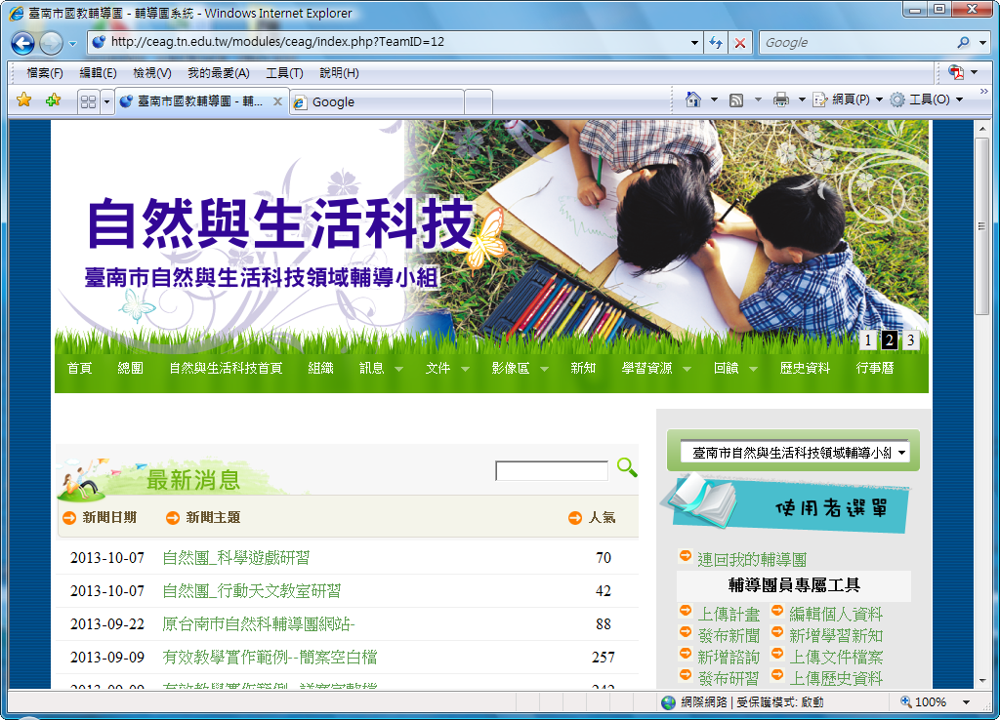 臺南市國教輔導團 - 輔導團系統 - Windows Internet Explorer
http://ceag.tn.edu.tw/modules/ceag/index.php?TeamID=12
Google
檔案(F) 編輯(E) 檢視(V) 我的最愛(A) 工具(T) 說明(H)
臺南市國教輔導團 - 輔... Google 網頁(P) 工具(O)
自然與生活科技
臺南市自然與生活科技領域輔導小組
1 2 3
首頁 總團 自然與生活科技首頁 組織 訊息 文件 影像區 新知 學習資源 回饋 歷史資料 行事曆
臺南市自然與生活科技領域輔導小組
最新消息
使用者選單
新聞日期 新聞主題 人氣
2013-10-07 自然團_科學遊戲研習 70
2013-10-07 自然團_行動天文教室研習 42
2013-09-22 原台南市自然科輔導團網站- 88
2013-09-09 有效教學實作範例--簡案空白檔 257
連回我的輔導團
輔導團員專屬工具
上傳計畫 編輯個人資料
發布新聞 新增學習新知
新增諮詢 上傳文件檔案
發布研習 上傳歷史資料
網際網路 | 受保護模式: 啟動 100%